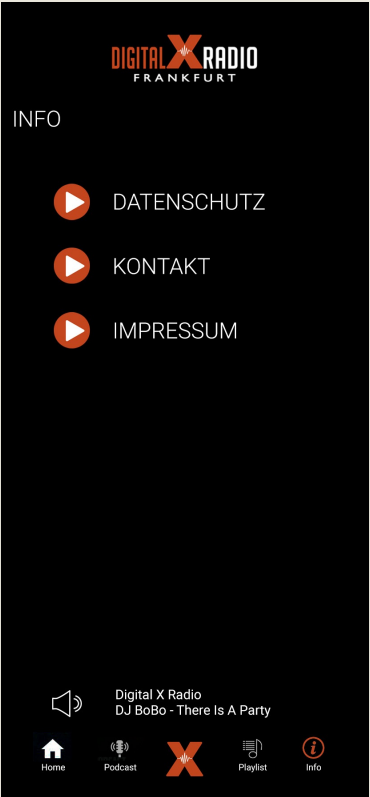 DIGITAL X RADIO
FRANKFURT
INFO
DATENSCHUTZ
KONTAKT
IMPRESSUM
Digital X Radio
DJ BoBo - There Is A Party
Home
Podcast
X
Playlist
i
Info